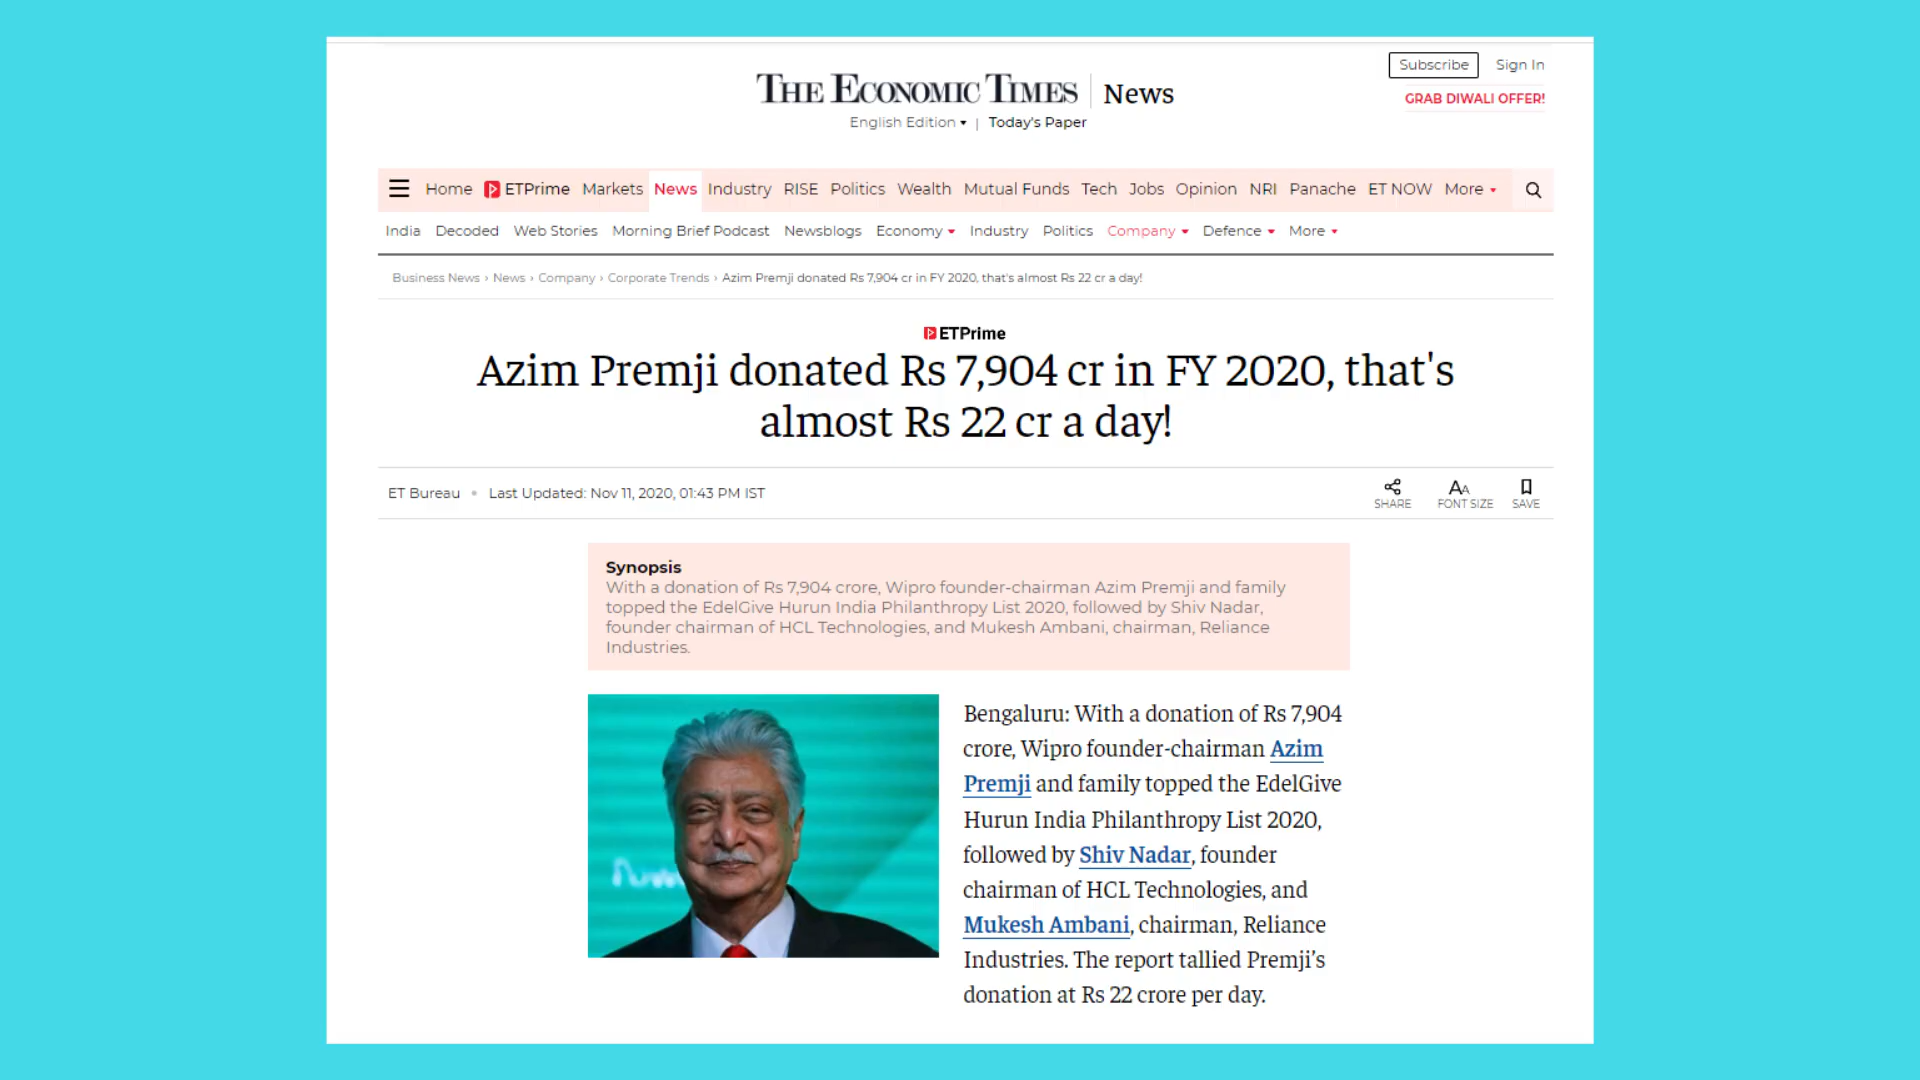 Subscribe Sign In
THE ECONOMIC TIMES | News
GRAB DIWALI OFFER!
English Edition | Today's Paper
Home ETPrime Markets News Industry RISE Politics Wealth Mutual Funds Tech Jobs Opinion NRI Panache ET NOW More
India Decoded Web Stories Morning Brief Podcast Newsblogs Economy Industry Politics Company Defence More
Business News › News › Company › Corporate Trends › Azim Premji donated Rs 7,904 cr in FY 2020, that's almost Rs 22 cr a day!
ETPrime
Azim Premji donated Rs 7,904 cr in FY 2020, that's
almost Rs 22 cr a day!
ET Bureau • Last Updated: Nov 11, 2020, 01:43 PM IST
SHARE FONT SIZE SAVE
Synopsis
With a donation of Rs 7,904 crore, Wipro founder-chairman Azim Premji and family
topped the EdelGive Hurun India Philanthropy List 2020, followed by Shiv Nadar,
founder chairman of HCL Technologies, and Mukesh Ambani, chairman, Reliance
Industries.
Bengaluru: With a donation of Rs 7,904
crore, Wipro founder-chairman Azim
Premji and family topped the EdelGive
Hurun India Philanthropy List 2020,
followed by Shiv Nadar, founder
chairman of HCL Technologies, and
Mukesh Ambani, chairman, Reliance
Industries. The report tallied Premji’s
donation at Rs 22 crore per day.